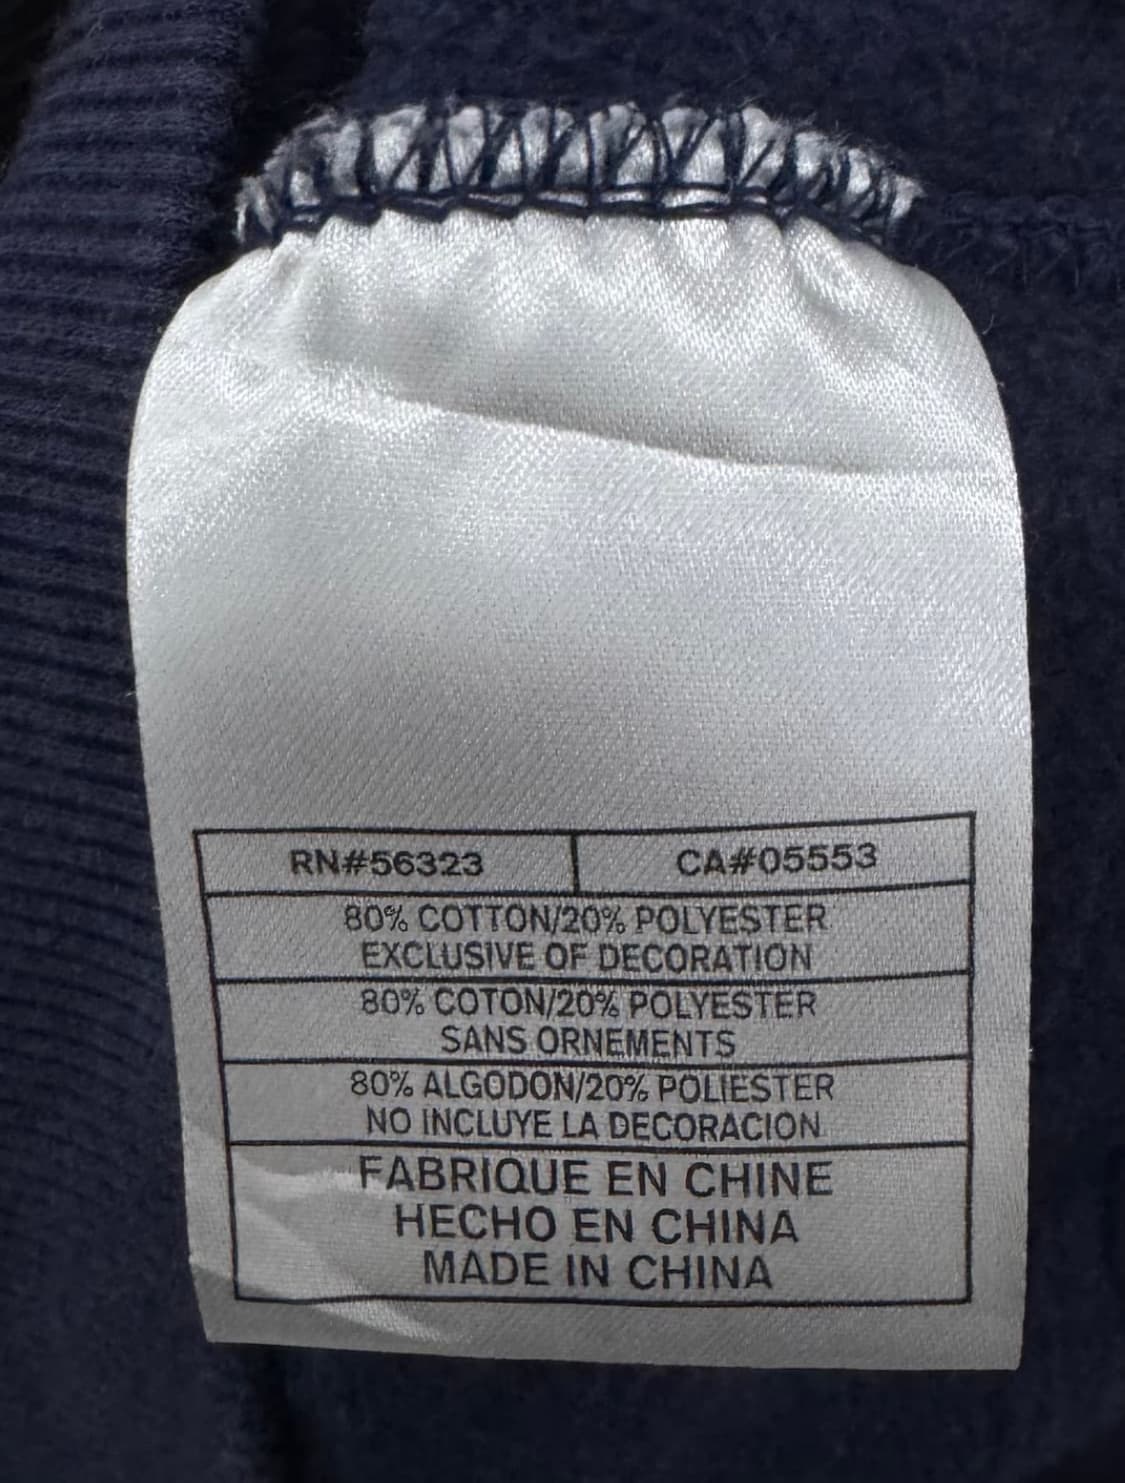 RN#56323 CA#05553
80% COTTON/20% POLYESTER
EXCLUSIVE OF DECORATION
80% COTON/20% POLYESTER
SANS ORNEMENTS
80% ALGODON/20% POLIESTER
NO INCLUYE LA DECORACION
FABRIQUE EN CHINE
HECHO EN CHINA
MADE IN CHINA